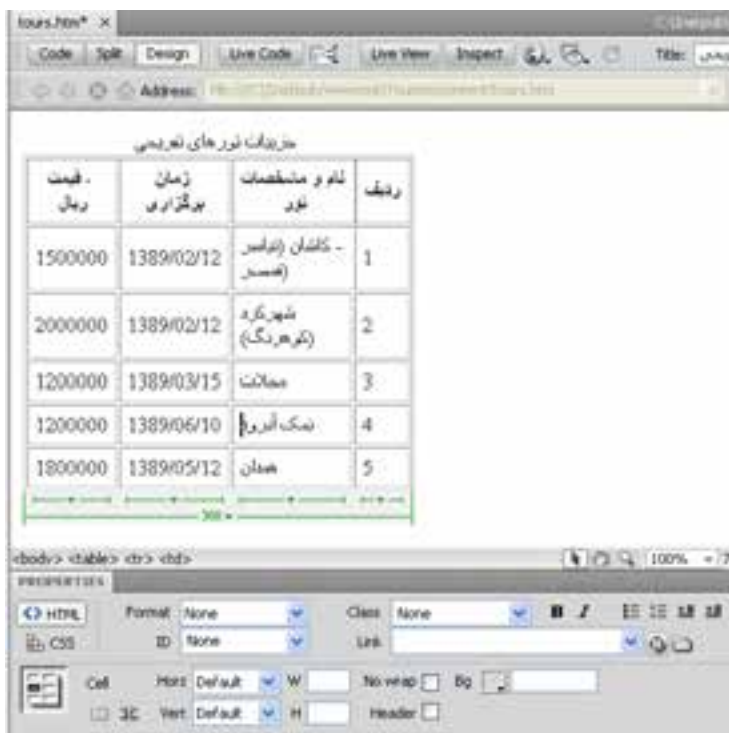 tours.htm*
Code Split Design Live Code Live View Inspect Title:
Address:
جزییات تورهای تفریحی
ردیف
نام و مشخصات تور
زمان برگزاری
قیمت - ریال
1
کاشان (نیاسر - قمصر)
1389/02/12
1500000
2
شهرکرد (کوهرنگ)
1389/02/12
2000000
3
محلات
1389/03/15
1200000
4
نمک آبرود
1389/06/10
1200000
5
همدان
1389/05/12
1800000
<body> <table> <tr> <td>
100%
PROPERTIES
<> HTML Format None Class None B I
CSS ID None Link
Cell Horz Default W No wrap Bg
Vert Default H Header